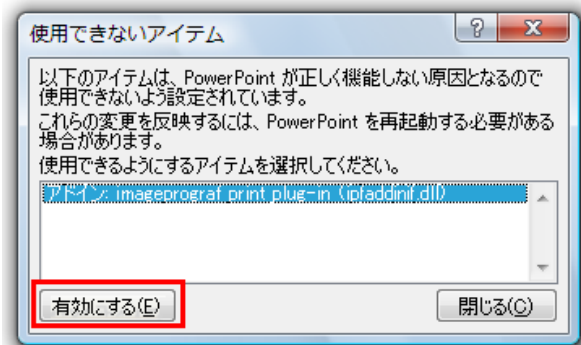 使用できないアイテム
以下のアイテムは、PowerPoint が正しく機能しない原因となるので
使用できないよう設定されています。
これらの変更を反映するには、PowerPoint を再起動する必要がある
場合があります。
使用できるようにするアイテムを選択してください。
アドイン: imageprograf print plug-in (ipfaddinif.dll)
有効にする(E) 閉じる(C)